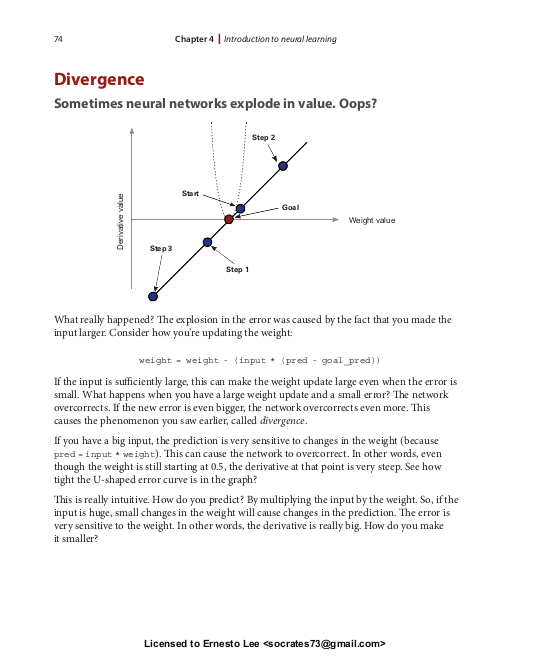 74
Chapter 4 | Introduction to neural learning
Divergence
Sometimes neural networks explode in value. Oops?
Step 2
Start
Goal
Weight value
Derivative value
Step 3
Step 1
What really happened? The explosion in the error was caused by the fact that you made the
input larger. Consider how you're updating the weight:
weight = weight - (input * (pred - goal_pred))
If the input is sufficiently large, this can make the weight update large even when the error is
small. What happens when you have a large weight update and a small error? The network
overcorrects. If the new error is even bigger, the network overcorrects even more. This
causes the phenomenon you saw earlier, called divergence.
If you have a big input, the prediction is very sensitive to changes in the weight (because
pred = input * weight). This can cause the network to overcorrect. In other words, even
though the weight is still starting at 0.5, the derivative at that point is very steep. See how
tight the U-shaped error curve is in the graph?
This is really intuitive. How do you predict? By multiplying the input by the weight. So, if the
input is huge, small changes in the weight will cause changes in the prediction. The error is
very sensitive to the weight. In other words, the derivative is really big. How do you make
it smaller?
Licensed to Ernesto Lee <socrates73@gmail.com>